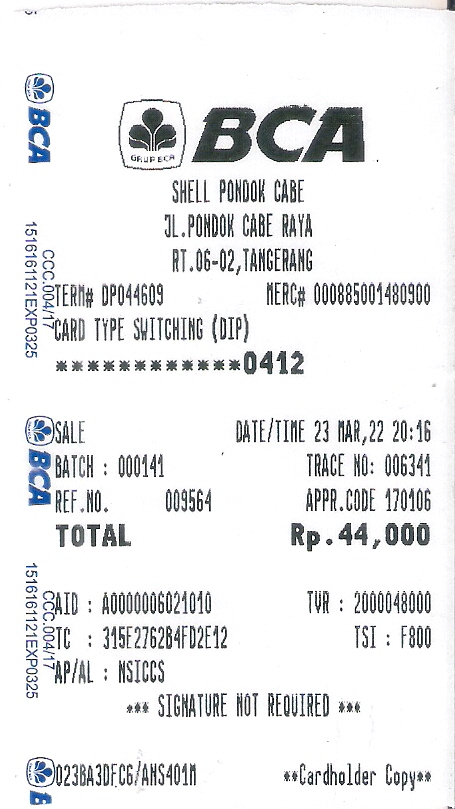 GRUP BCA
BCA
SHELL PONDOK CABE
JL.PONDOK CABE RAYA
RT.06-02,TANGERANG
TERM# DP044609 MERC# 000885001480900
CARD TYPE SWITCHING (DIP)
************0412
SALE DATE/TIME 23 MAR,22 20:16
BATCH : 000141 TRACE NO: 006341
REF.NO. 009564 APPR.CODE 170106
TOTAL Rp.44,000
AID : A0000006021010 TVR : 2000048000
TC : 315E2762B4FD2E12 TSI : F800
AP/AL : NSICCS
*** SIGNATURE NOT REQUIRED ***
023BA3DFC6/AMS401M **Cardholder Copy**
BCA
CCC.004/17
1516161121EXP0325
BCA
CCC.004/17
1516161121EXP0325